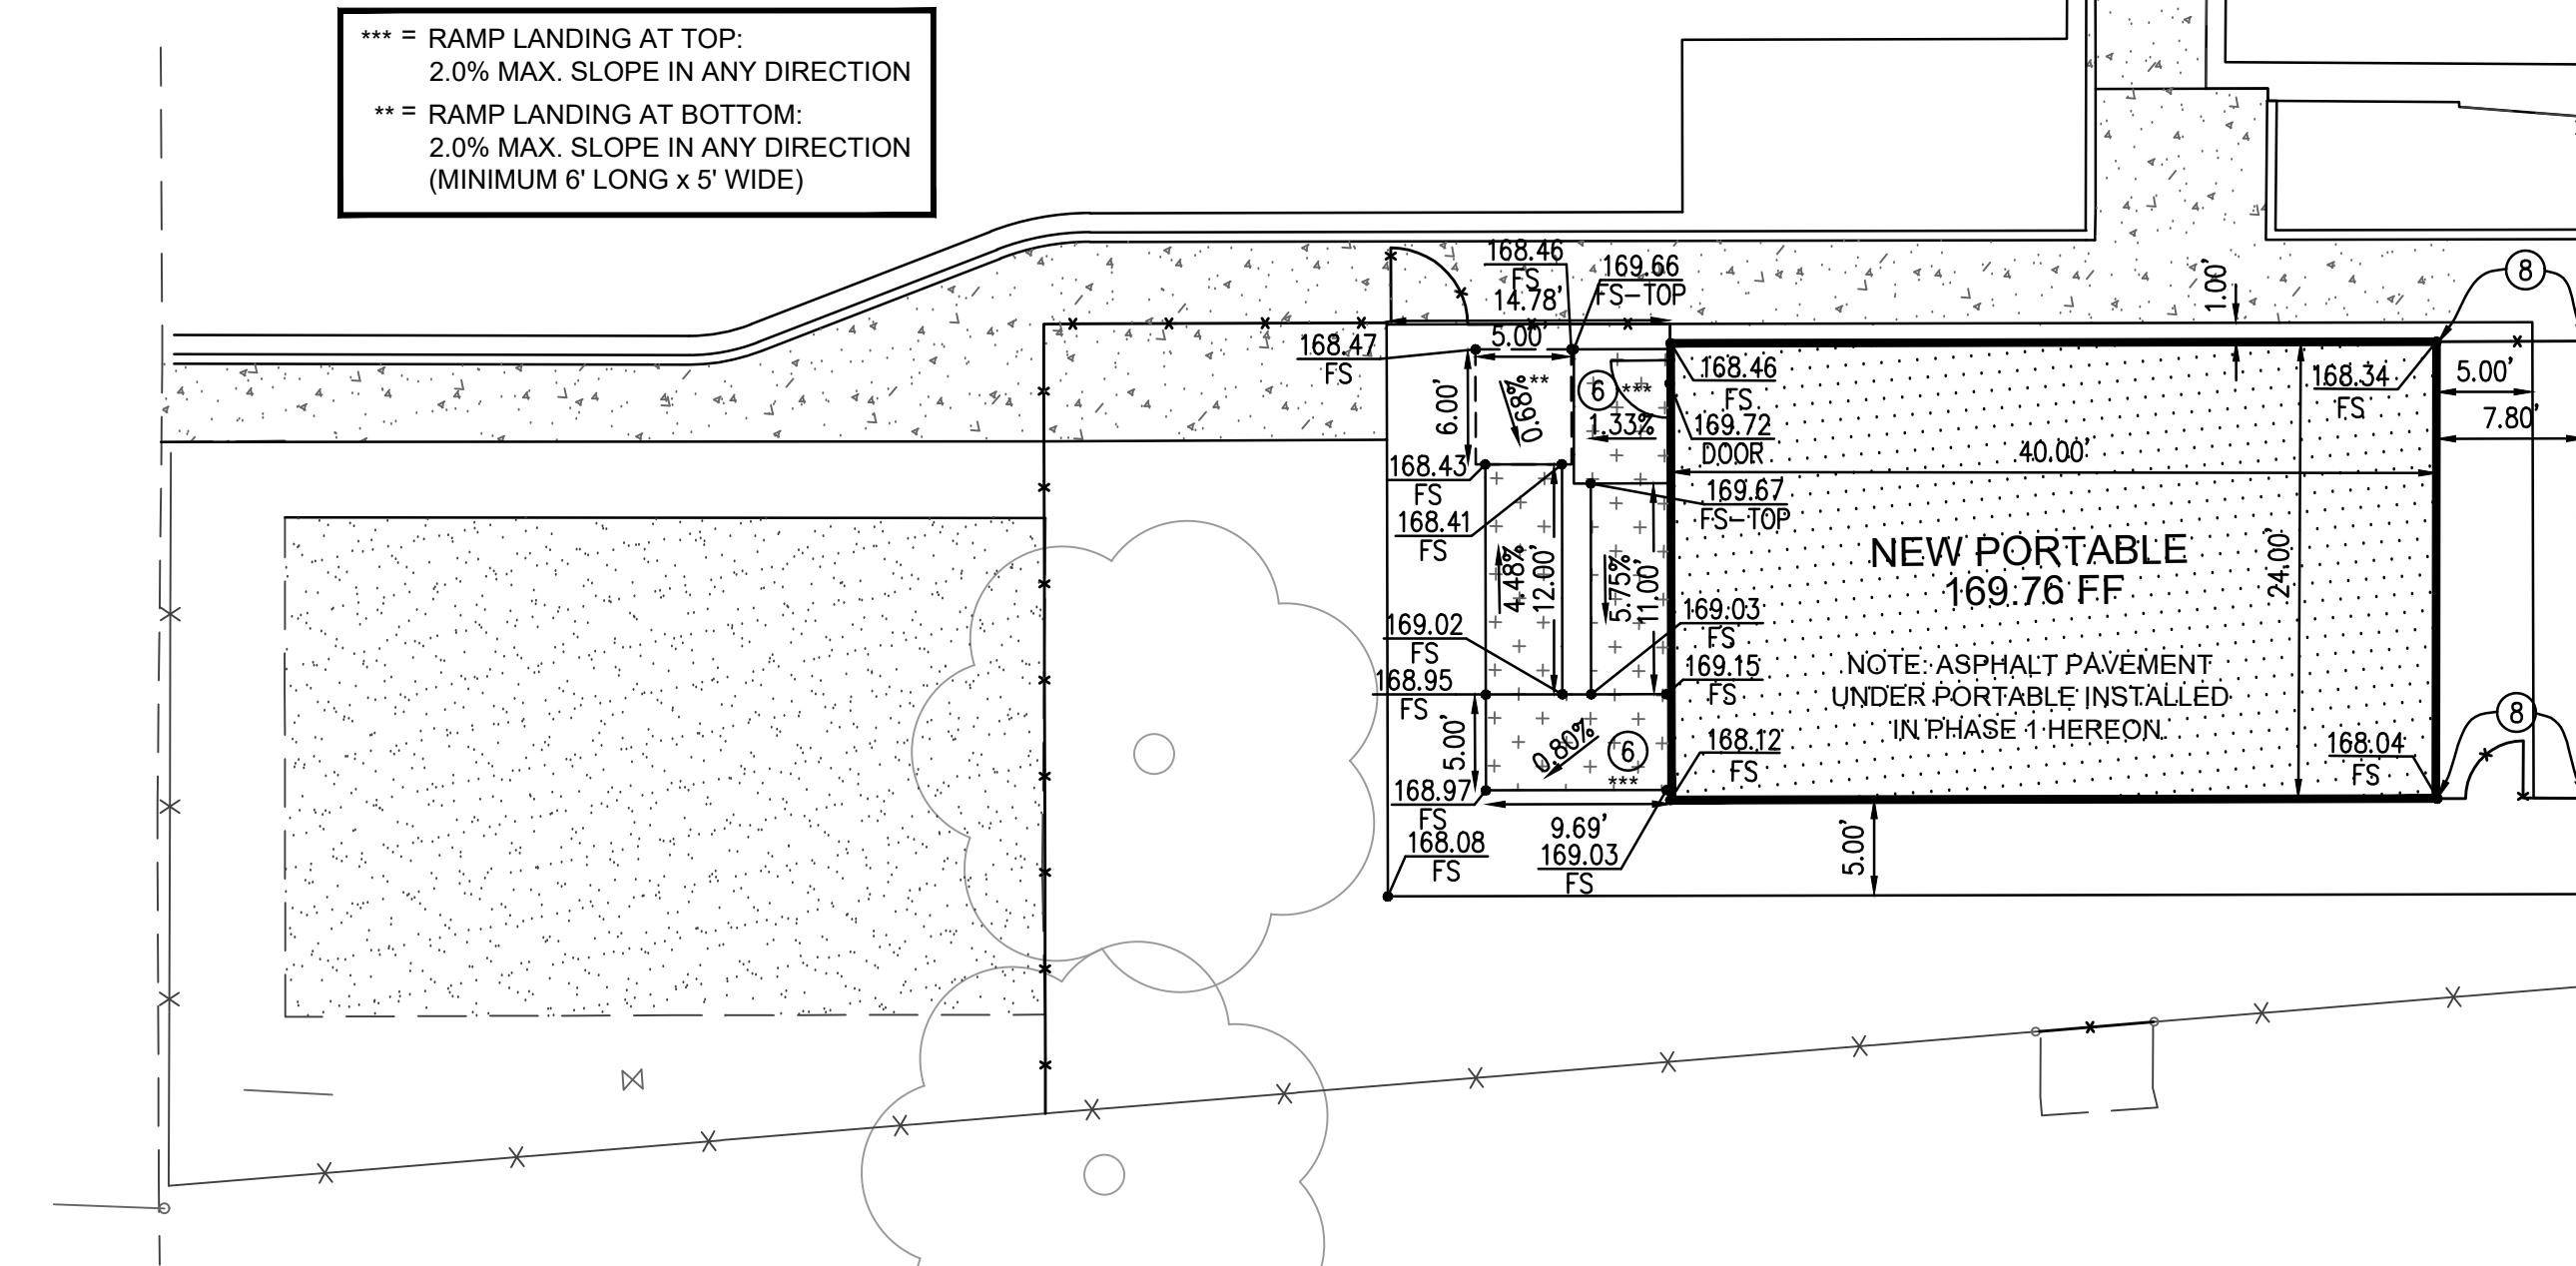 *** = RAMP LANDING AT TOP:
2.0% MAX. SLOPE IN ANY DIRECTION
** = RAMP LANDING AT BOTTOM:
2.0% MAX. SLOPE IN ANY DIRECTION
(MINIMUM 6' LONG x 5' WIDE)
168.46
FS
169.66
FS-TOP
14.78'
5.00'
168.47
FS
6.00'
0.68%
**
6
***
1.33%
168.46
FS
169.72
DOOR
168.43
FS
168.41
FS
169.67
FS-TOP
4.48%
12.00'
5.75%
11.00'
169.02
FS
169.03
FS
168.95
FS
169.15
FS
5.00'
0.80%
6
***
168.12
FS
168.97
FS
9.69'
169.03
FS
168.08
FS
5.00'
1.00'
8
168.34
FS
5.00'
7.80'
40.00'
24.00'
NEW PORTABLE
169.76 FF
NOTE: ASPHALT PAVEMENT
UNDER PORTABLE INSTALLED
IN PHASE 1 HEREON.
8
168.04
FS